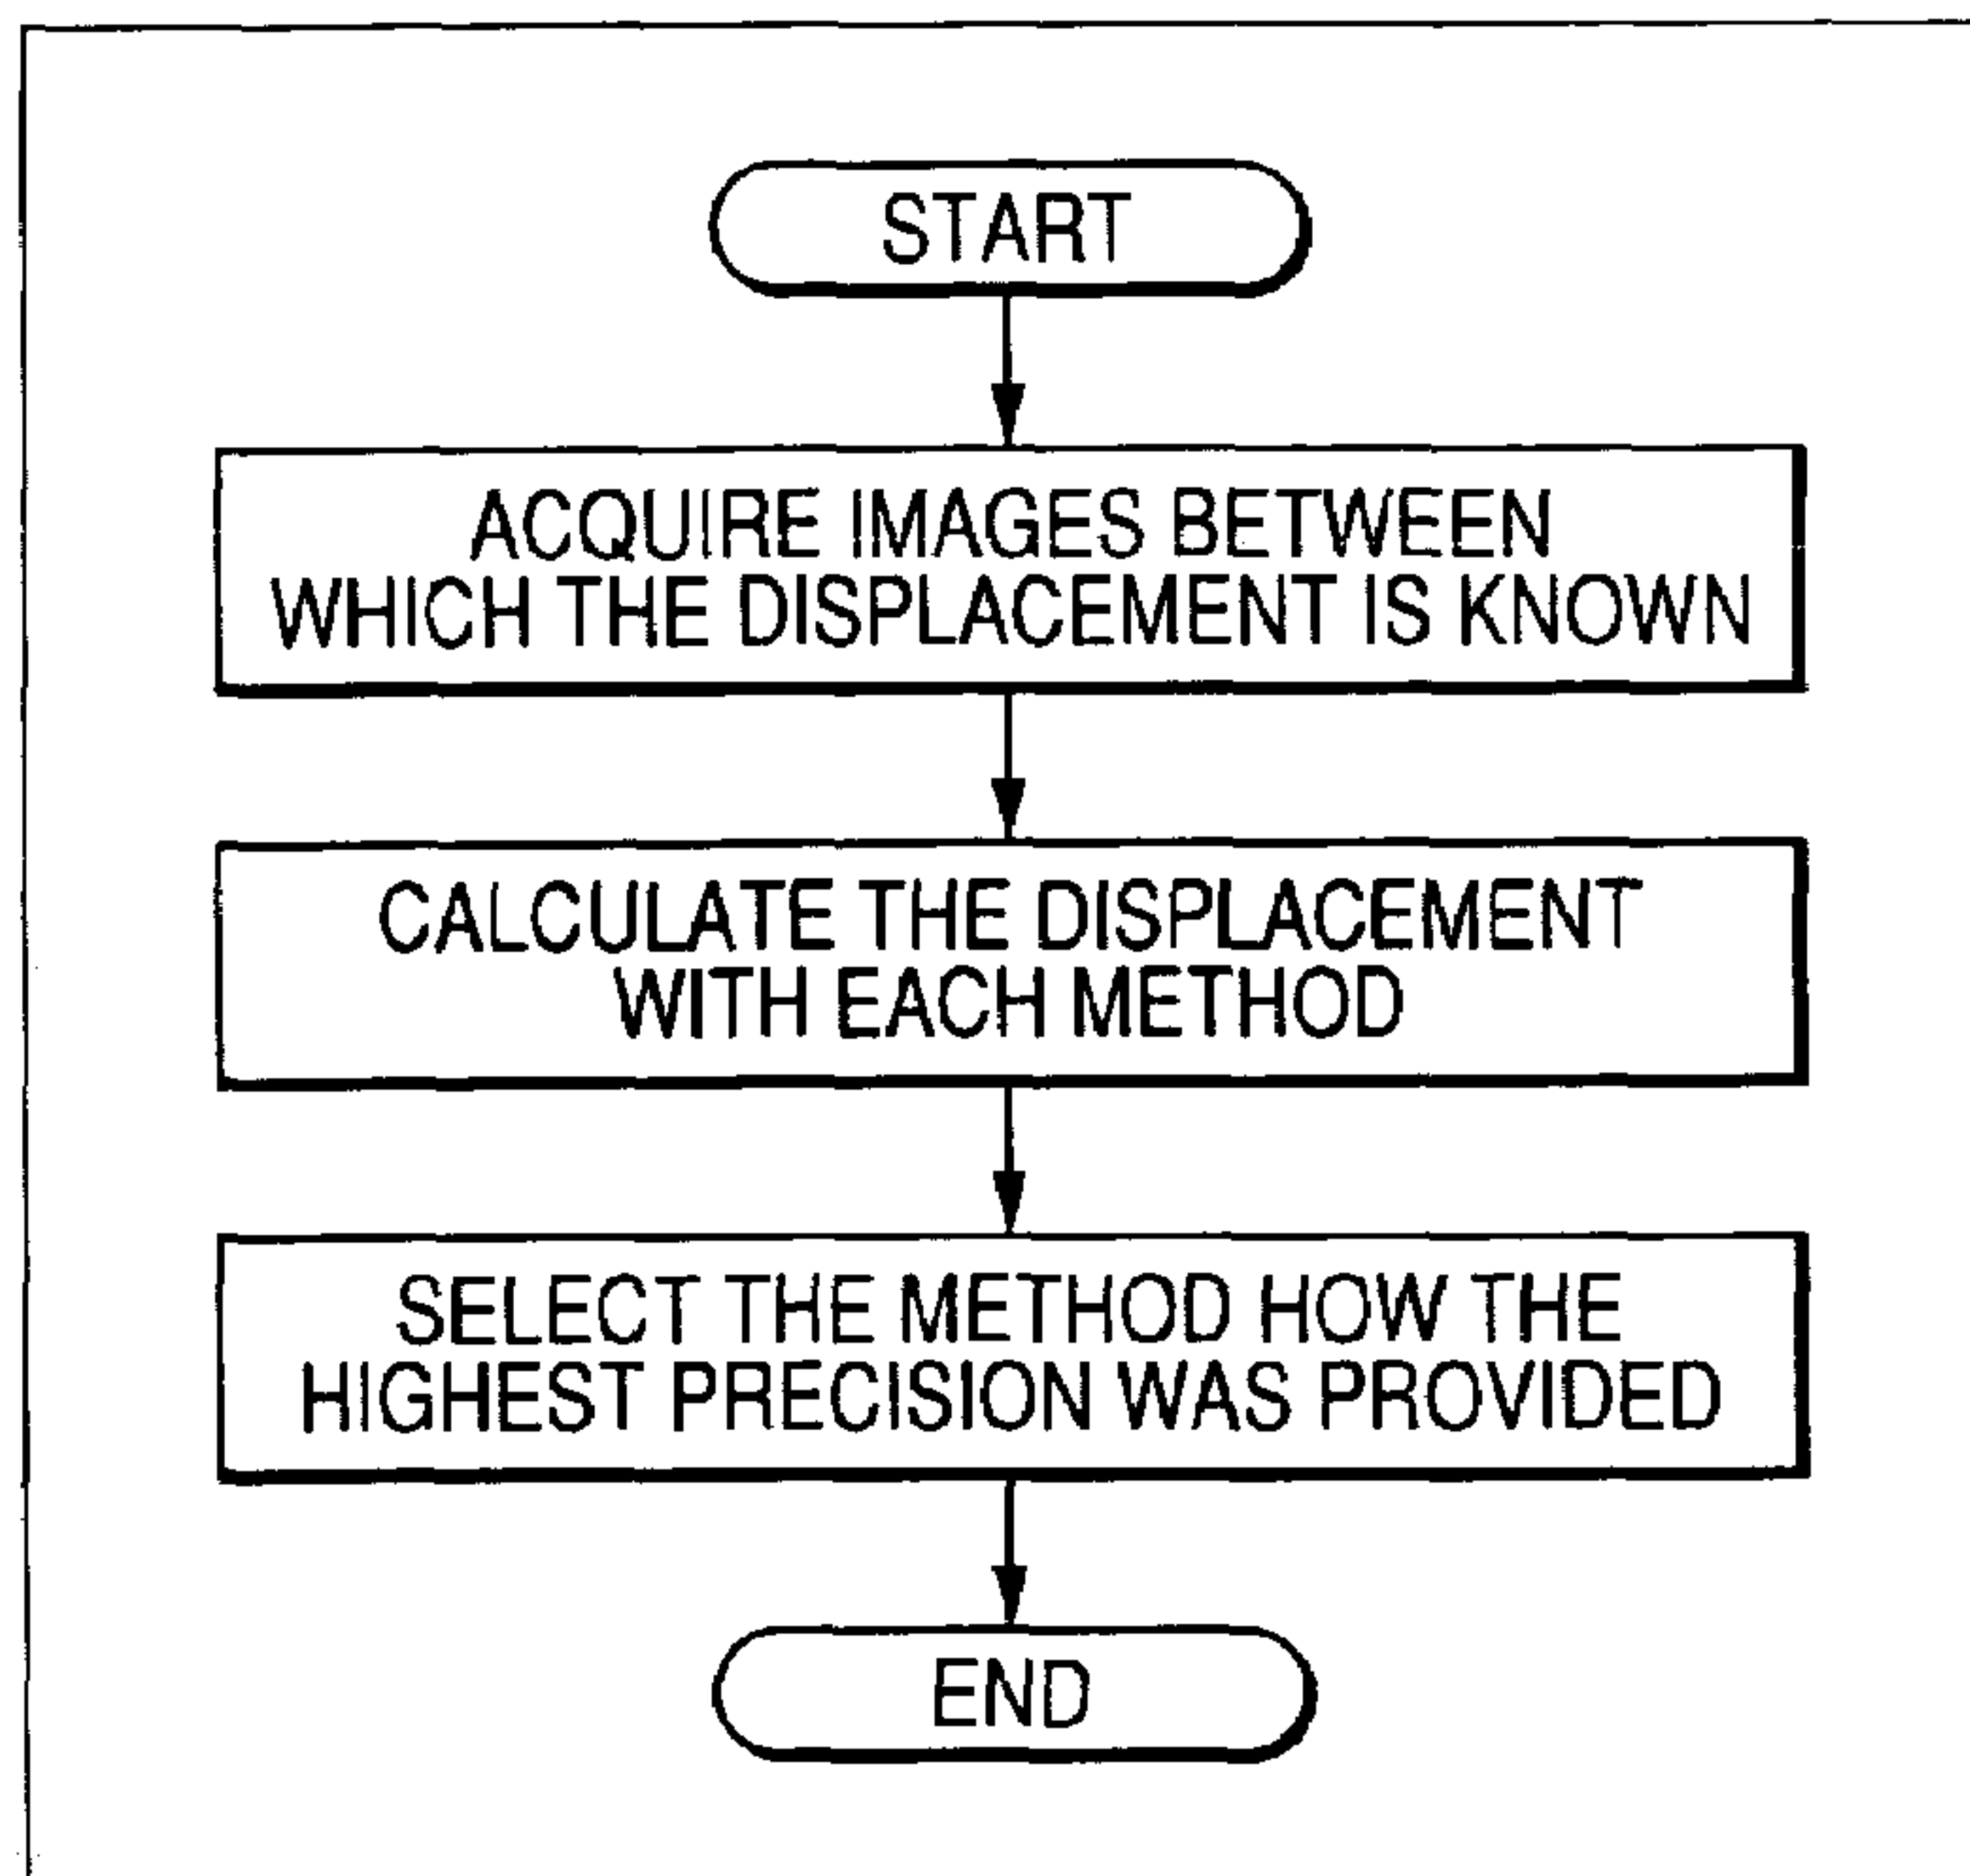 START
ACQUIRE IMAGES BETWEEN
WHICH THE DISPLACEMENT IS KNOWN
CALCULATE THE DISPLACEMENT
WITH EACH METHOD
SELECT THE METHOD HOW THE
HIGHEST PRECISION WAS PROVIDED
END